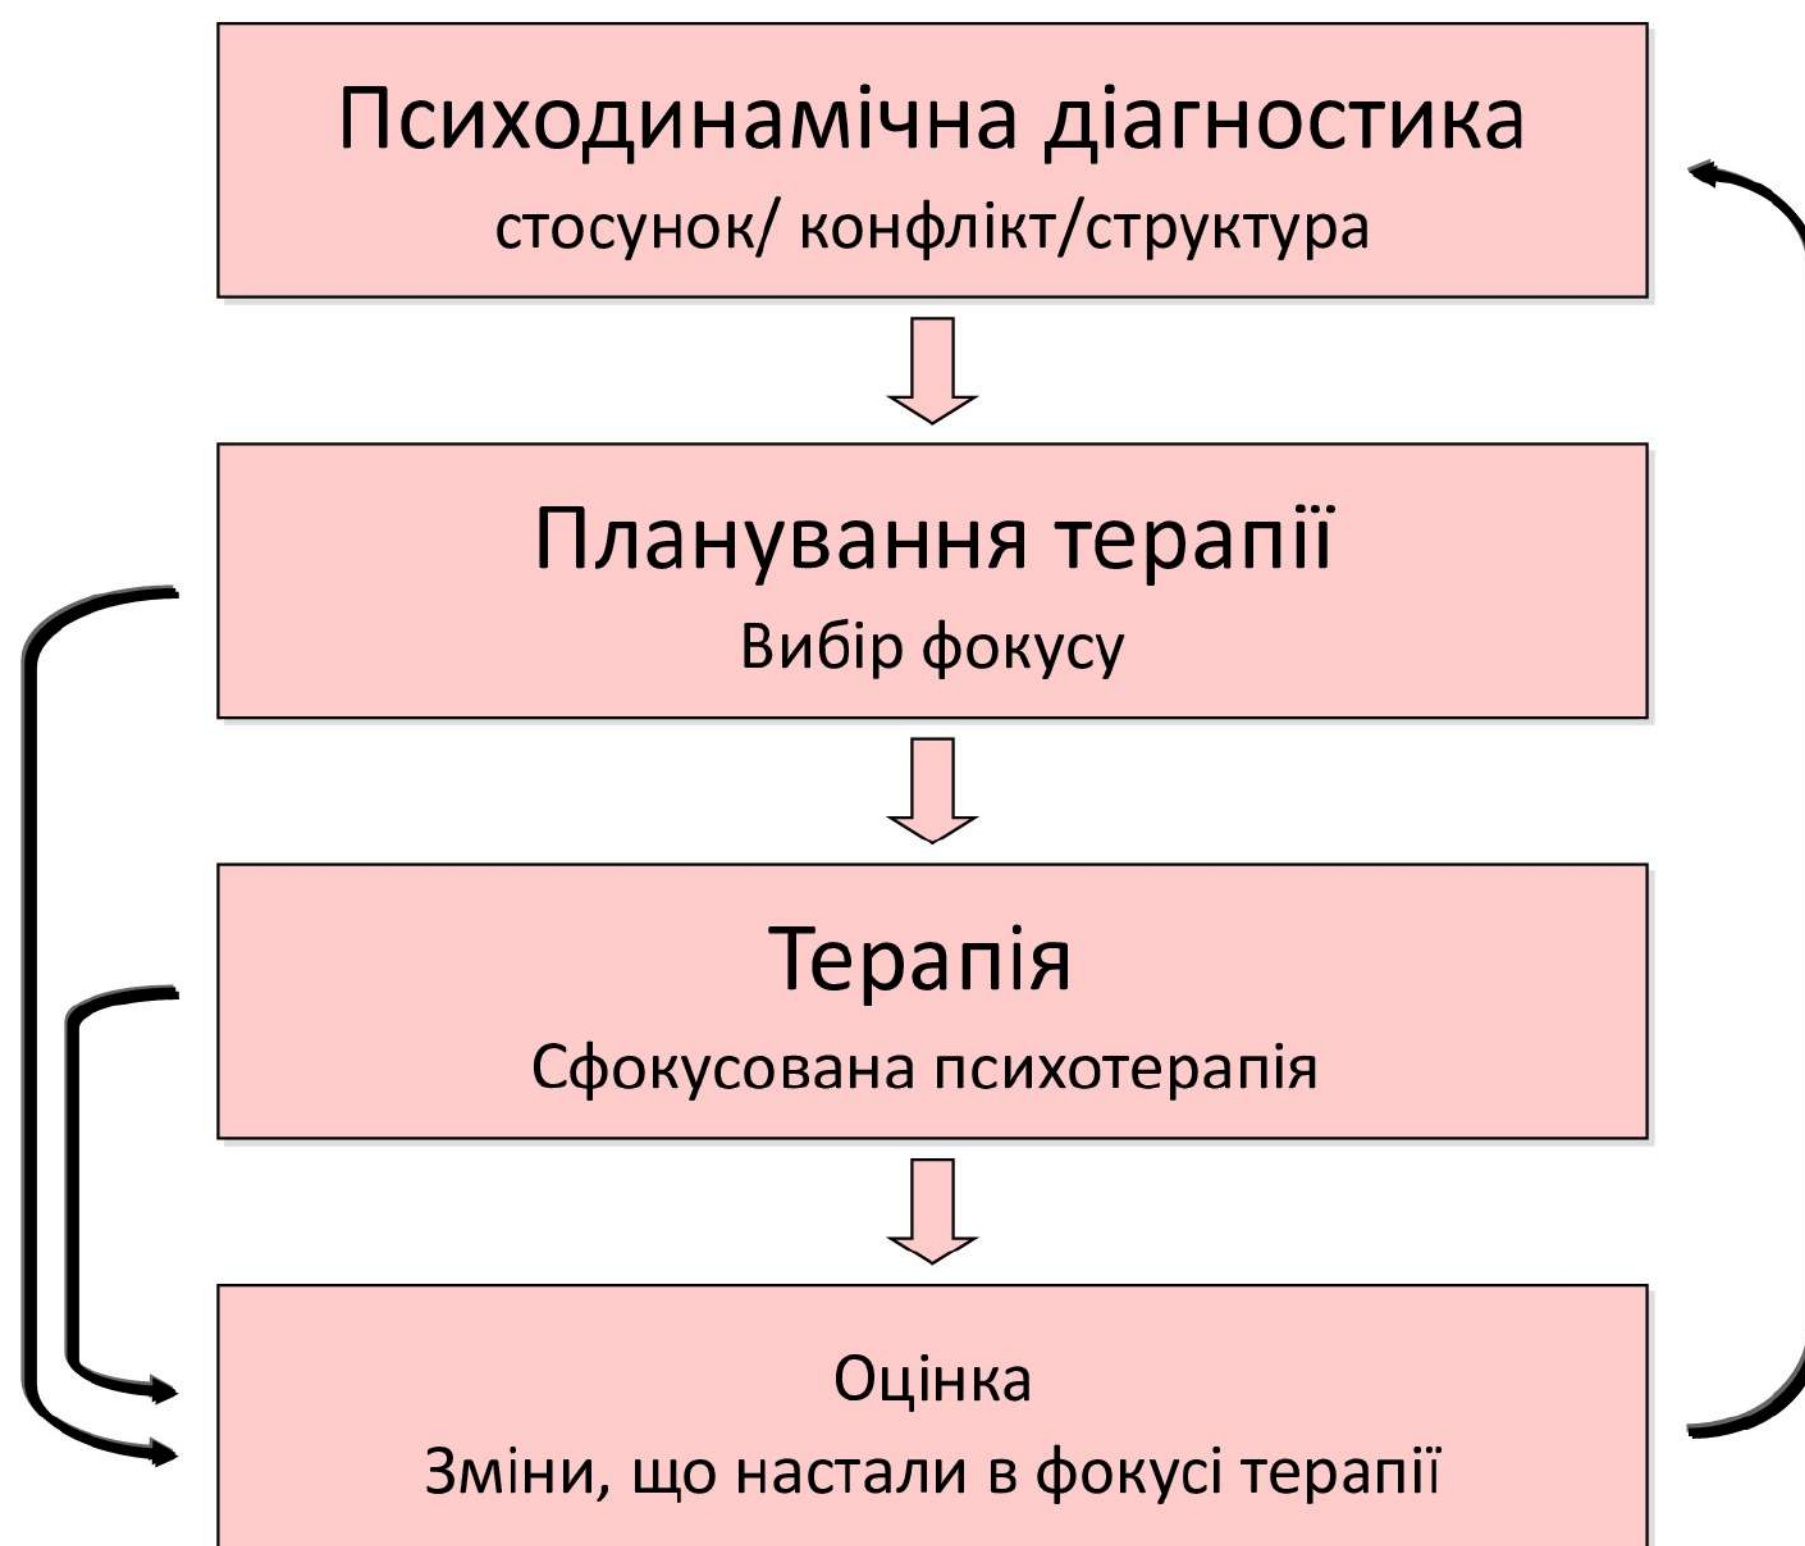 Психодинамічна діагностика
стосунок/ конфлікт/структура
Планування терапії
Вибір фокусу
Терапія
Сфокусована психотерапія
Оцінка
Зміни, що настали в фокусі терапії